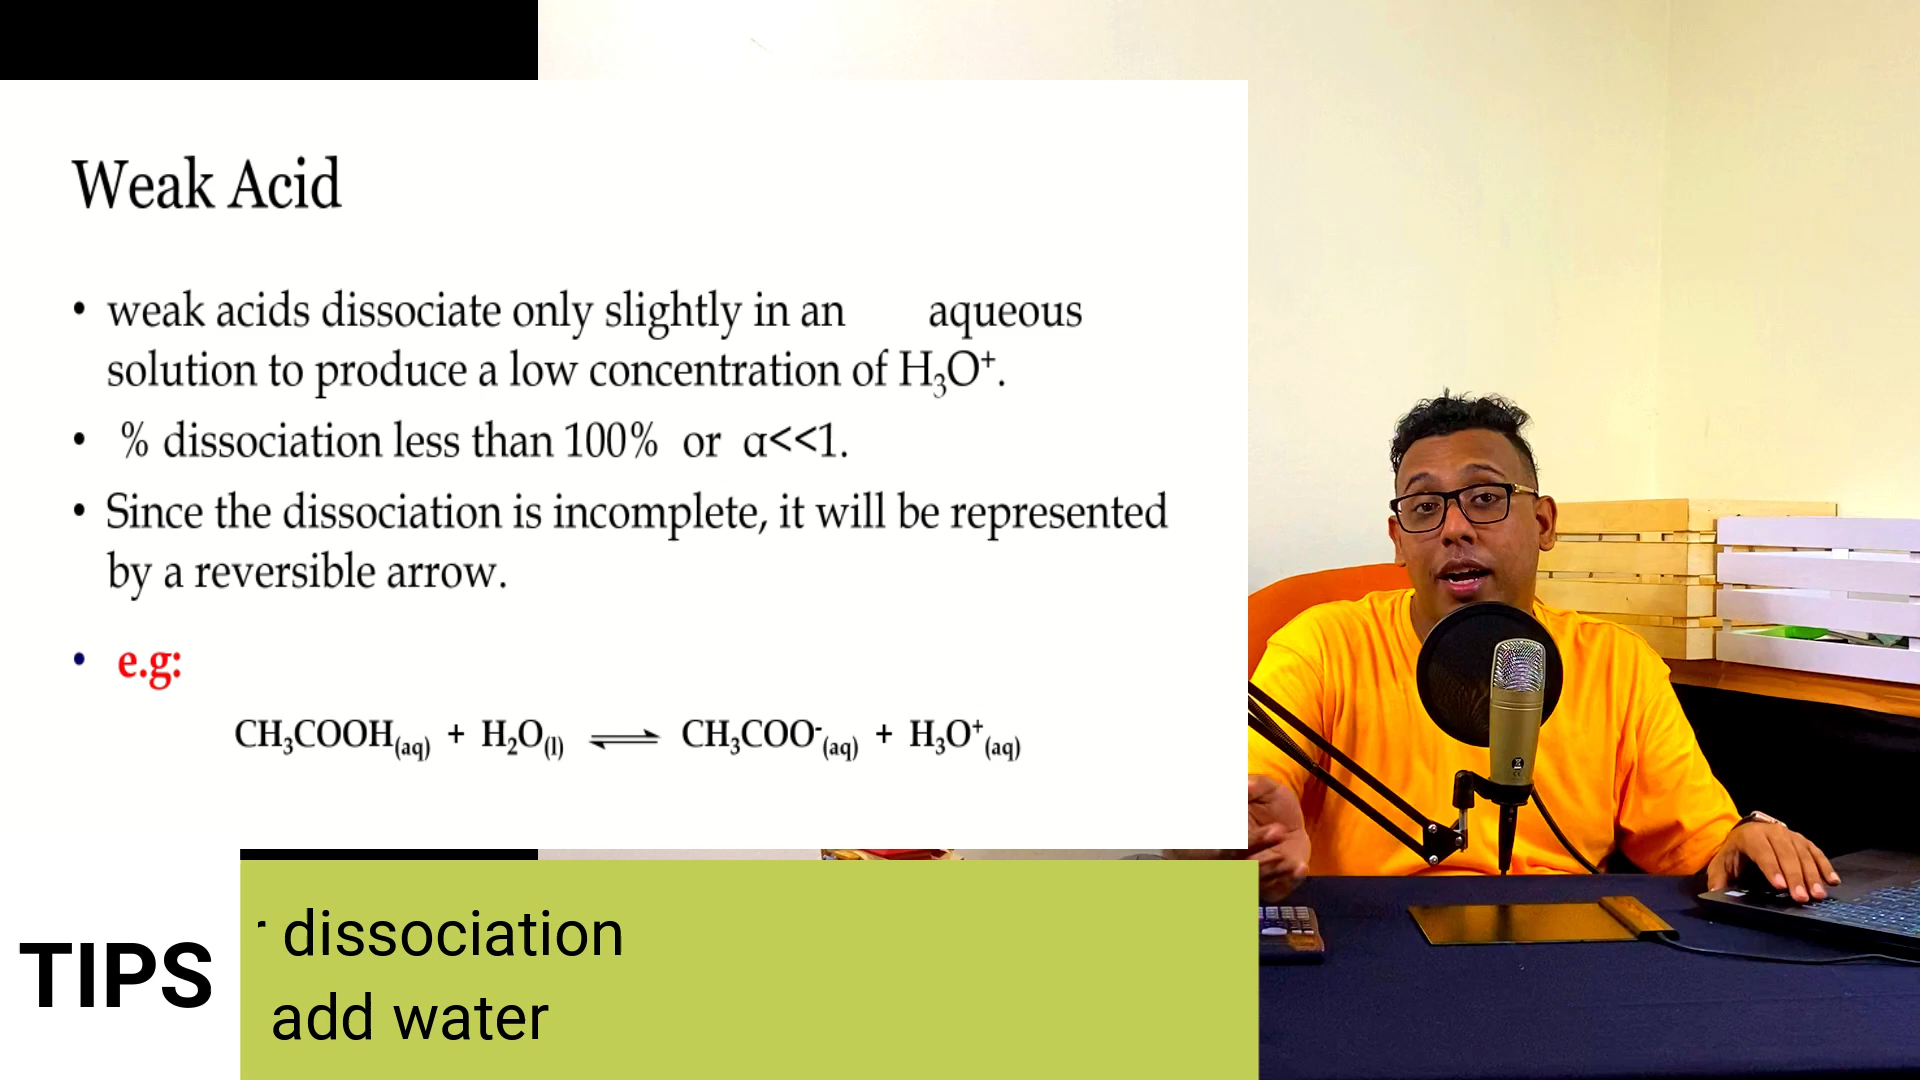 Weak Acid
• weak acids dissociate only slightly in an aqueous
solution to produce a low concentration of H₃O⁺.
• % dissociation less than 100% or α<<1.
• Since the dissociation is incomplete, it will be represented
by a reversible arrow.
• e.g:
CH₃COOH(aq) + H₂O(l) ⇌ CH₃COO⁻(aq) + H₃O⁺(aq)
TIPS
dissociation
add water